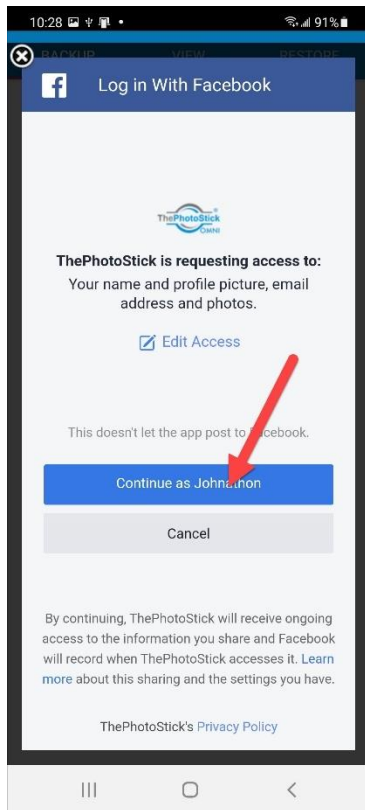 10:28 91%
BACKUP VIEW RESTORE
f Log in With Facebook
ThePhotoStick
OMNI
ThePhotoStick is requesting access to:
Your name and profile picture, email
address and photos.
Edit Access
This doesn't let the app post to Facebook.
Continue as Johnathon
Cancel
By continuing, ThePhotoStick will receive ongoing
access to the information you share and Facebook
will record when ThePhotoStick accesses it. Learn
more about this sharing and the settings you have.
ThePhotoStick's Privacy Policy